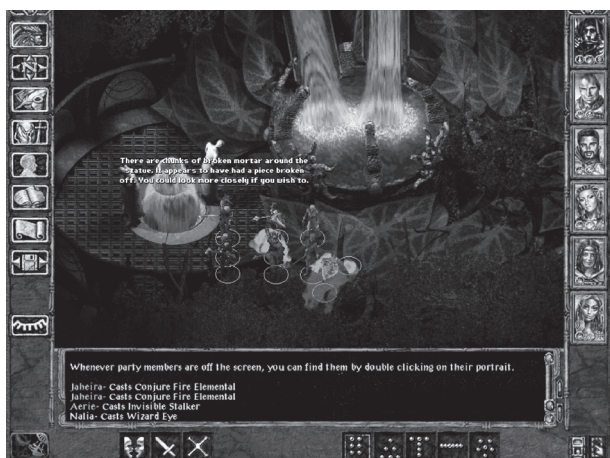 There are chunks of broken mortar around the
statue. It appears to have had a piece broken
off. You could look more closely if you wish to.
Whenever party members are off the screen, you can find them by double clicking on their portrait.
Jaheira- Casts Conjure Fire Elemental
Jaheira- Casts Conjure Fire Elemental
Aerie- Casts Invisible Stalker
Nalia- Casts Wizard Eye